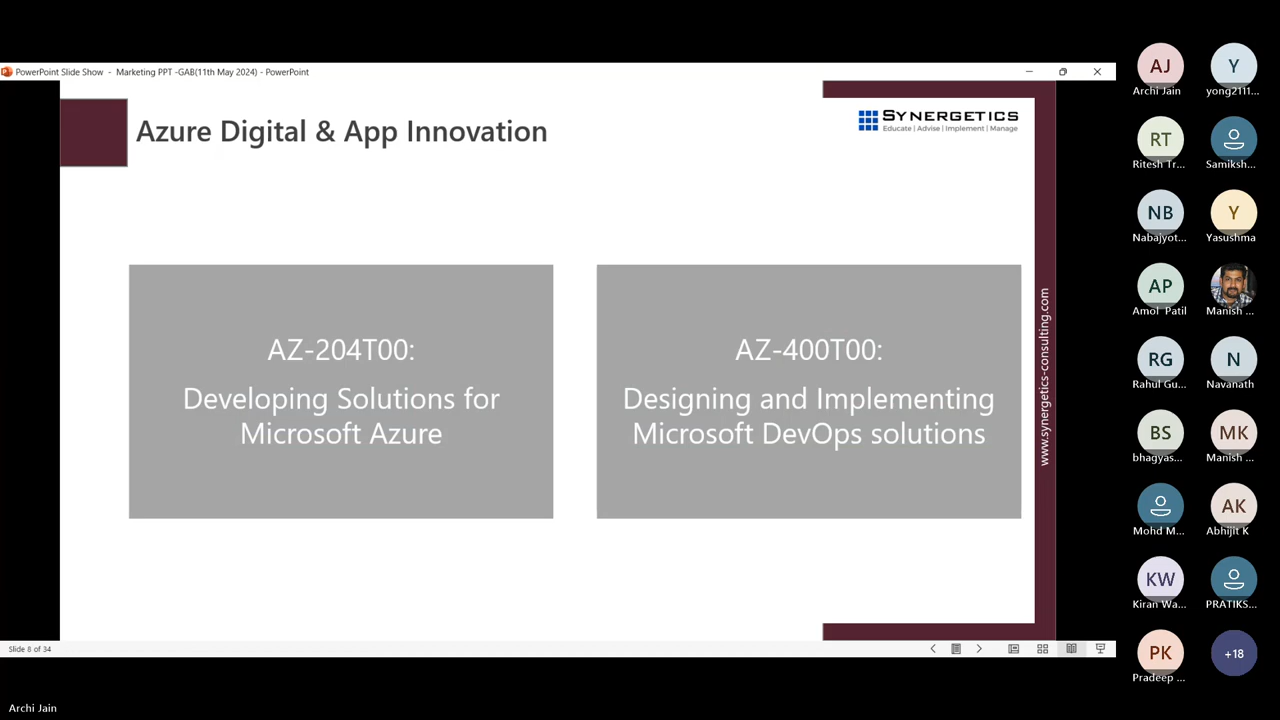 PowerPoint Slide Show - Marketing PPT -GAB(11th May 2024) - PowerPoint
Azure Digital & App Innovation
SYNERGETICS
Educate | Advise | Implement | Manage
AZ-204T00:
Developing Solutions for
Microsoft Azure
AZ-400T00:
Designing and Implementing
Microsoft DevOps solutions
www.synergetics-consulting.com
Slide 8 of 34
Archi Jain
AJ
Archi Jain
Y
yong2111...
RT
Ritesh Tr...
Samiksh...
NB
Nabajyot...
Y
Yasushma
AP
Amol Patil
Manish ...
RG
Rahul Gu...
N
Navanath
BS
bhagyas...
MK
Manish ...
Mohd M...
AK
Abhijit K
KW
Kiran Wa...
PRATIKS...
PK
Pradeep ...
+18